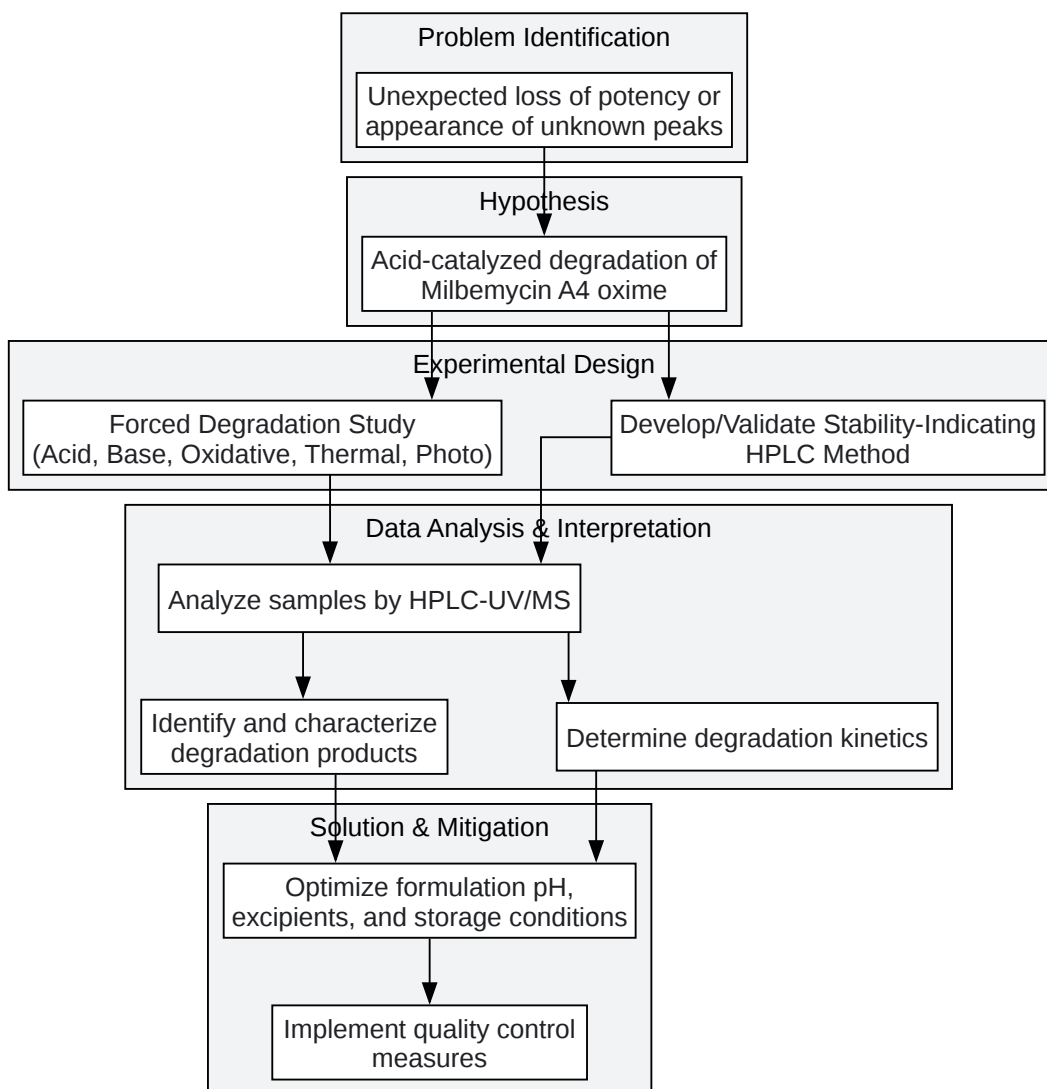 Problem Identification
Unexpected loss of potency or
appearance of unknown peaks
Hypothesis
Acid-catalyzed degradation of
Milbemycin A4 oxime
Experimental Design
Forced Degradation Study
(Acid, Base, Oxidative, Thermal, Photo)
Develop/Validate Stability-Indicating
HPLC Method
Data Analysis & Interpretation
Analyze samples by HPLC-UV/MS
Identify and characterize
degradation products
Determine degradation kinetics
Solution & Mitigation
Optimize formulation pH,
excipients, and storage conditions
Implement quality control
measures